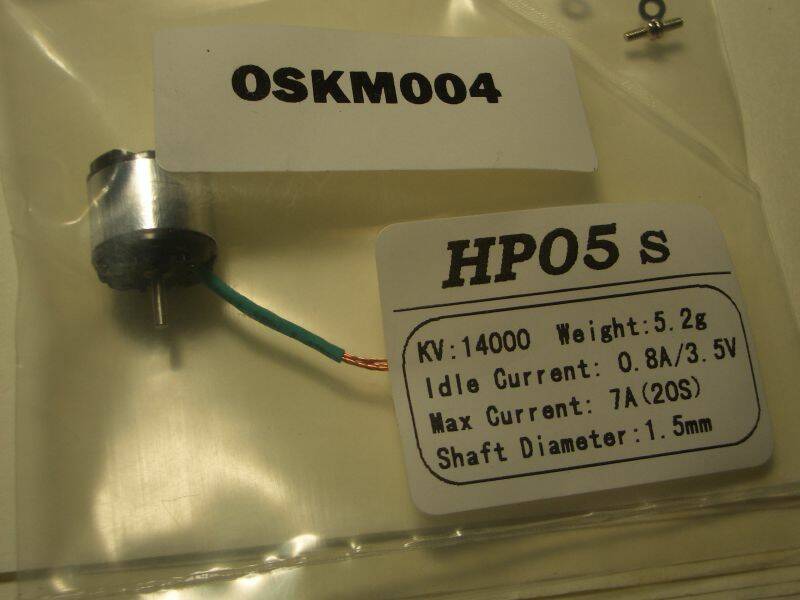 OSKM004
HP05 S
KV:14000 Weight:5.2g
Idle Current: 0.8A/3.5V
Max Current: 7A(20S)
Shaft Diameter:1.5mm